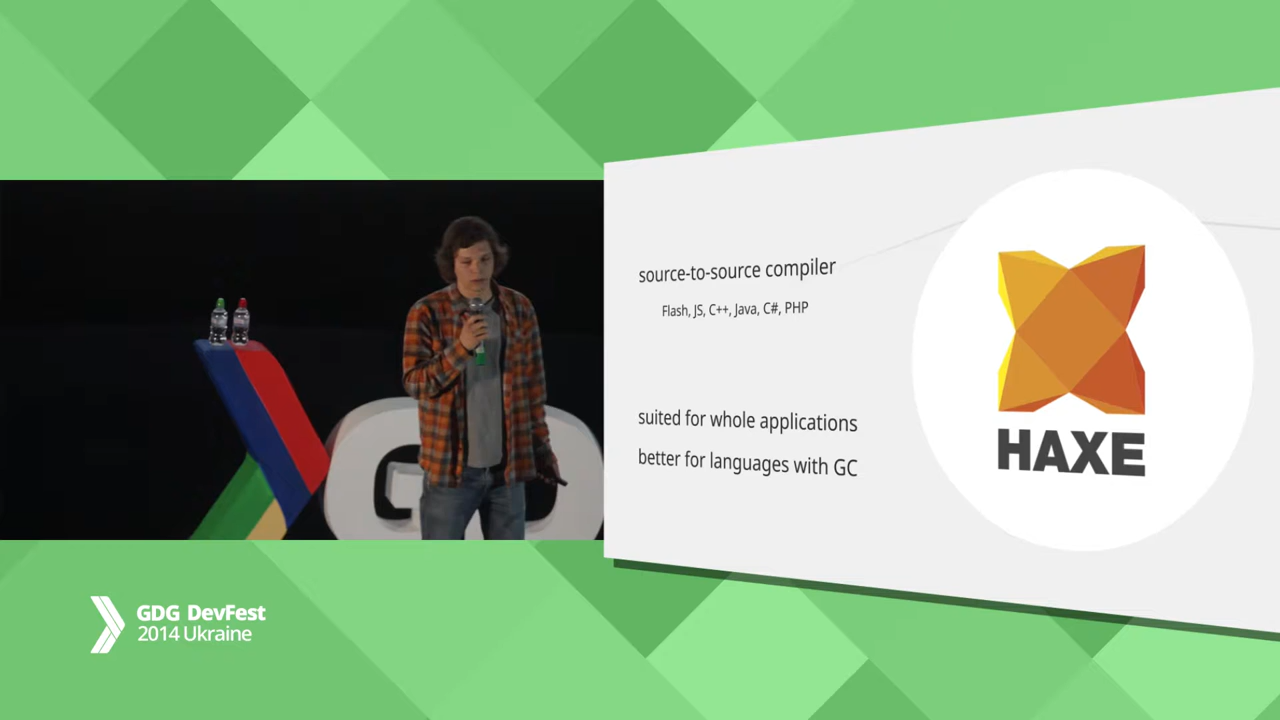 source-to-source compiler
Flash, JS, C++, Java, C#, PHP
suited for whole applications
better for languages with GC
HAXE
GD
GDG DevFest
2014 Ukraine